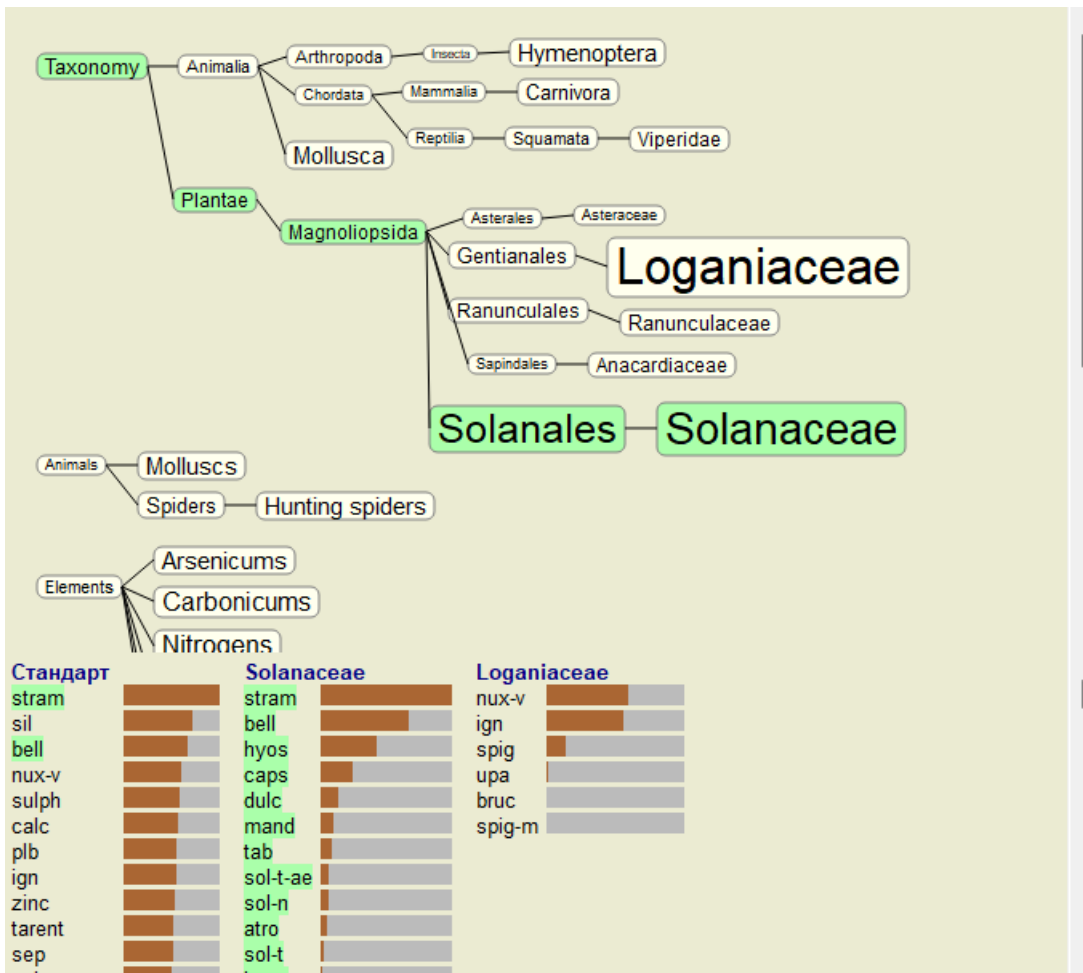 Taxonomy Animalia Arthropoda Insecta Hymenoptera
Chordata Mammalia Carnivora
Reptilia Squamata Viperidae
Mollusca
Plantae
Magnoliopsida Asterales Asteraceae
Gentianales Loganiaceae
Ranunculales Ranunculaceae
Sapindales Anacardiaceae
Solanales Solanaceae
Animals Molluscs
Spiders Hunting spiders
Elements Arsenicums
Carbonicums
Nitrogens
Стандарт Solanaceae Loganiaceae
stram stram nux-v
sil bell ign
bell hyos spig
nux-v caps upa
sulph dulc bruc
calc mand spig-m
plb tab
ign sol-t-ae
zinc sol-n
tarent atro
sep sol-t